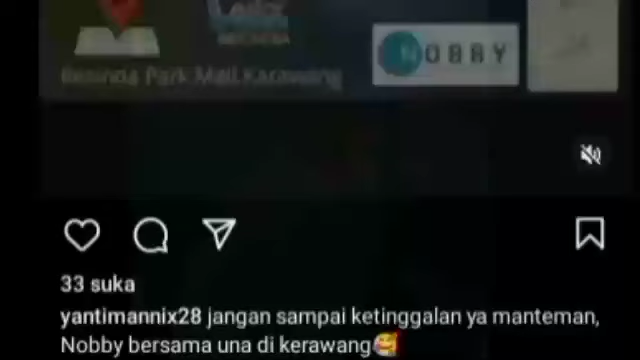 NOBBY
Resinda Park Mall Karawang
33 suka
yantimannix28 jangan sampai ketinggalan ya manteman,
Nobby bersama una di kerawang🥰